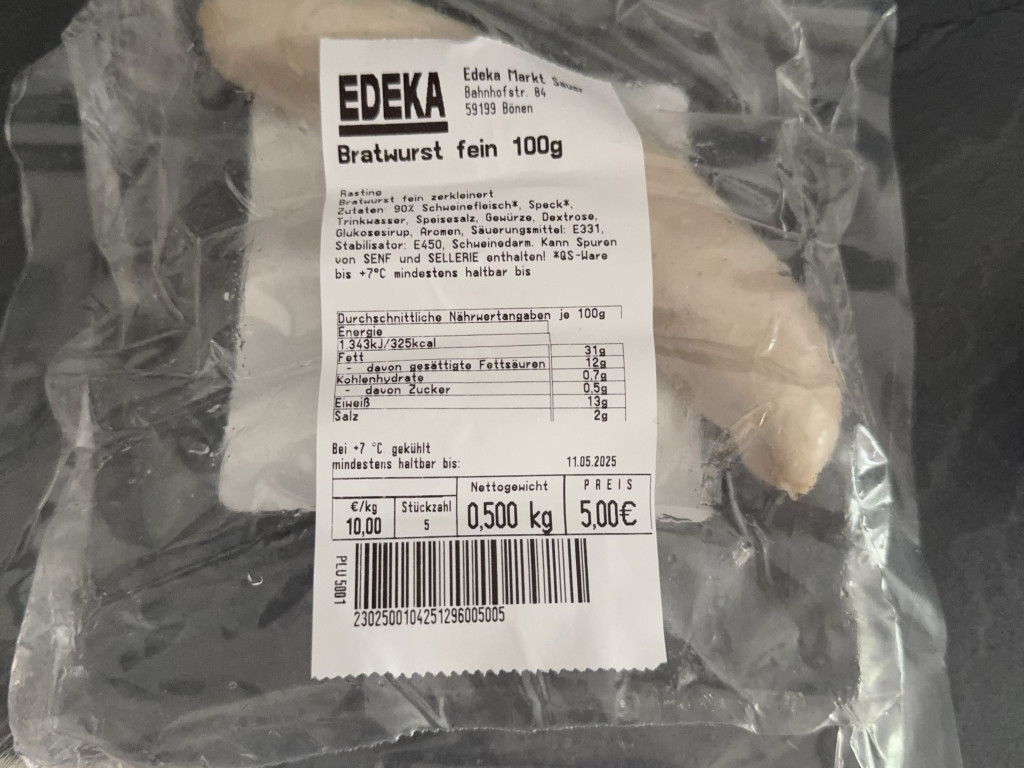 EDEKA
Edeka Markt Sauer
Bahnhofstr. 84
59199 Bönen
Bratwurst fein 100g
Rasting
Bratwurst fein zerkleinert
Zutaten: 90% Schweinefleisch*, Speck*,
Trinkwasser, Speisesalz, Gewürze, Dextrose,
Glukosesirup, Aromen, Säuerungsmittel: E331,
Stabilisator: E450, Schweinedarm. Kann Spuren
von SENF und SELLERIE enthalten! *QS-Ware
bis +7°C mindestens haltbar bis
Durchschnittliche Nährwertangaben je 100g
Energie
1.343kJ/325kcal
Fett 31g
- davon gesättigte Fettsäuren 12g
Kohlenhydrate 0,7g
- davon Zucker 0,5g
Eiweiß 13g
Salz 2g
Bei +7 °C gekühlt
mindestens haltbar bis: 11.05.2025
€/kg Stückzahl Nettogewicht PREIS
10,00 5 0,500 kg 5,00€
PLU 5001
2302500104251296005005